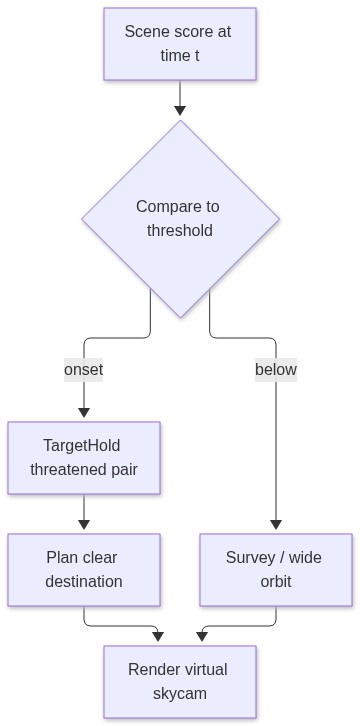 Scene score at
time t
Compare to
threshold
onset
below
TargetHold
threatened pair
Plan clear
destination
Survey / wide
orbit
Render virtual
skycam